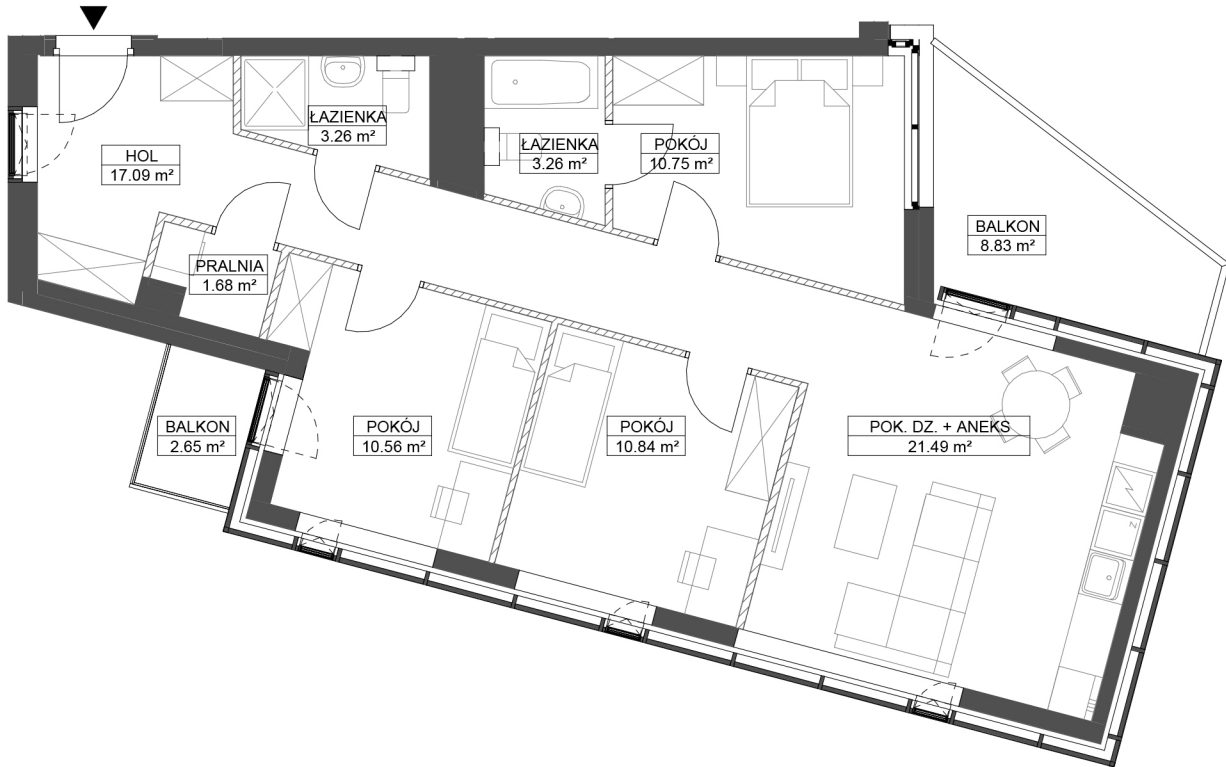 ŁAZIENKA
3.26 m²
ŁAZIENKA
3.26 m²
POKÓJ
10.75 m²
HOL
17.09 m²
BALKON
8.83 m²
PRALNIA
1.68 m²
BALKON
2.65 m²
POKÓJ
10.56 m²
POKÓJ
10.84 m²
POK. DZ. + ANEKS
21.49 m²
Z